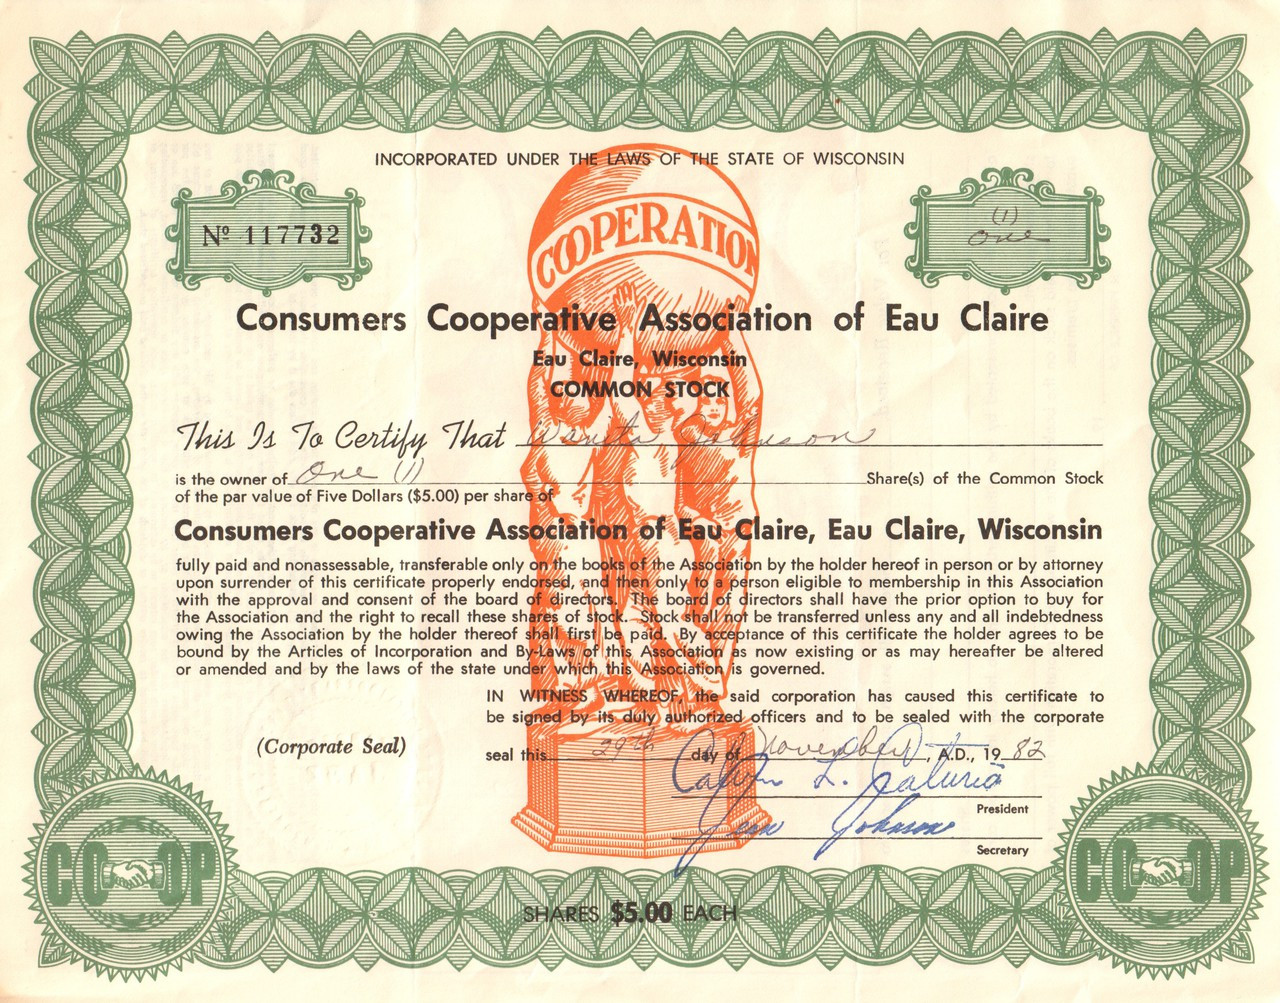 INCORPORATED UNDER THE LAWS OF THE STATE OF WISCONSIN
COOPERATION
Nº 117732
(1)
One
Consumers Cooperative Association of Eau Claire
Eau Claire, Wisconsin
COMMON STOCK
This Is To Certify That Wanita Johnson
is the owner of One (1) Share(s) of the Common Stock
of the par value of Five Dollars ($5.00) per share of
Consumers Cooperative Association of Eau Claire, Eau Claire, Wisconsin
fully paid and nonassessable, transferable only on the books of the Association by the holder hereof in person or by attorney
upon surrender of this certificate properly endorsed, and then only to a person eligible to membership in this Association
with the approval and consent of the board of directors. The board of directors shall have the prior option to buy for
the Association and the right to recall these shares of stock. Stock shall not be transferred unless any and all indebtedness
owing the Association by the holder thereof shall first be paid. By acceptance of this certificate the holder agrees to be
bound by the Articles of Incorporation and By-Laws of this Association as now existing or as may hereafter be altered
or amended and by the laws of the state under which this Association is governed.
IN WITNESS WHEREOF, the said corporation has caused this certificate to
be signed by its duly authorized officers and to be sealed with the corporate
(Corporate Seal)
seal this 29th day of November, A.D., 1982
Calvin L.
President
Johnson
Secretary
CO OP
CO OP
SHARES $5.00 EACH